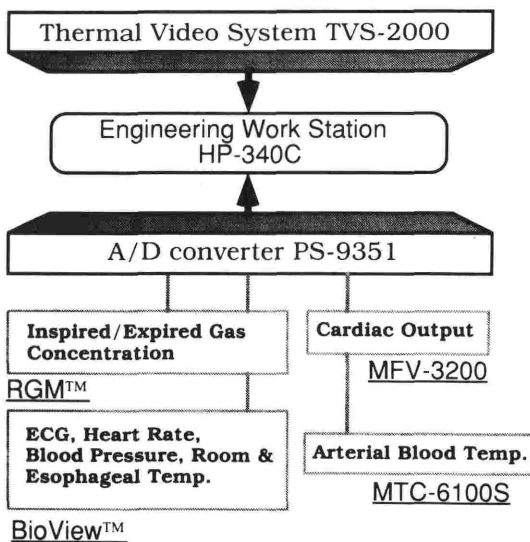 Thermal Video System TVS-2000
Engineering Work Station
HP-340C
A/D converter PS-9351
Inspired/Expired Gas
Concentration
RGM™
ECG, Heart Rate,
Blood Pressure, Room &
Esophageal Temp.
BioView™
Cardiac Output
MFV-3200
Arterial Blood Temp.
MTC-6100S